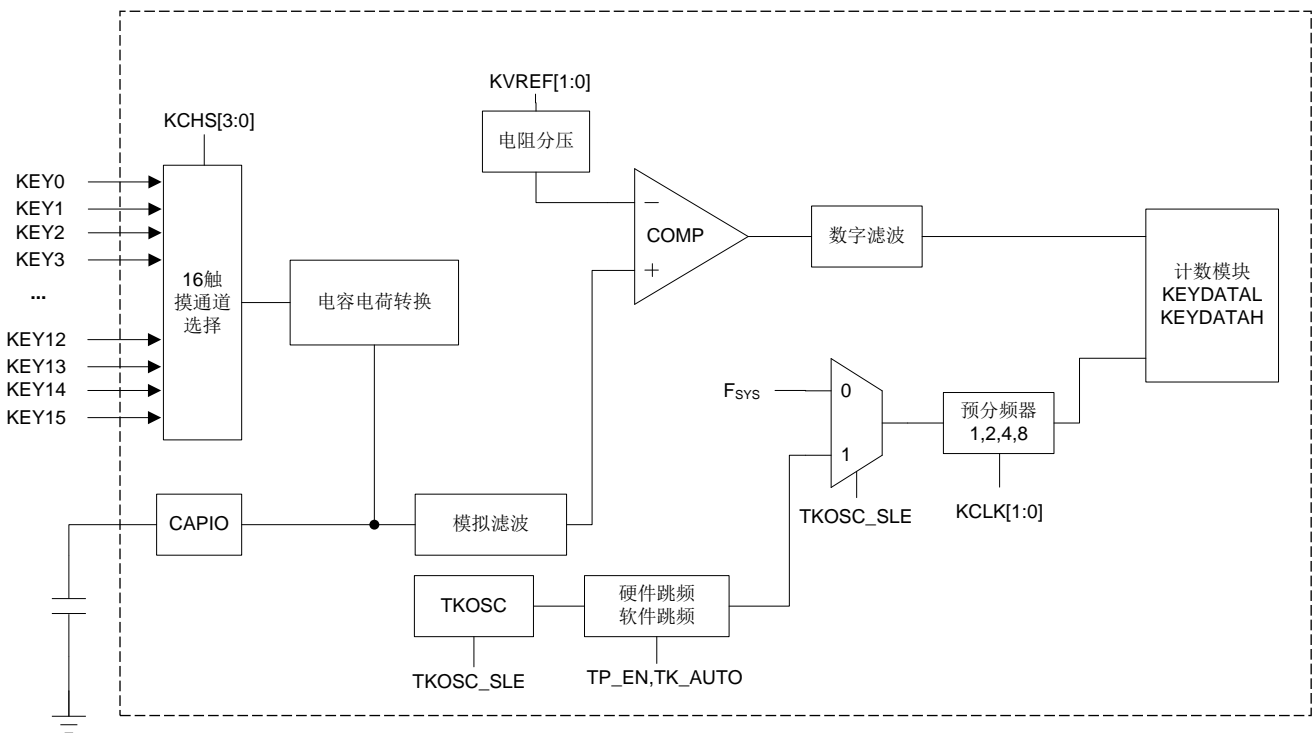 KVREF[1:0]
电阻分压
KCHS[3:0]
KEY0
KEY1
KEY2
KEY3
...
KEY12
KEY13
KEY14
KEY15
16触
摸通道
选择
电容电荷转换
−
COMP
+
数字滤波
计数模块
KEYDATAL
KEYDATAH
FSYS
0
1
TKOSC_SLE
预分频器
1,2,4,8
KCLK[1:0]
CAPIO
模拟滤波
TKOSC
TKOSC_SLE
硬件跳频
软件跳频
TP_EN,TK_AUTO